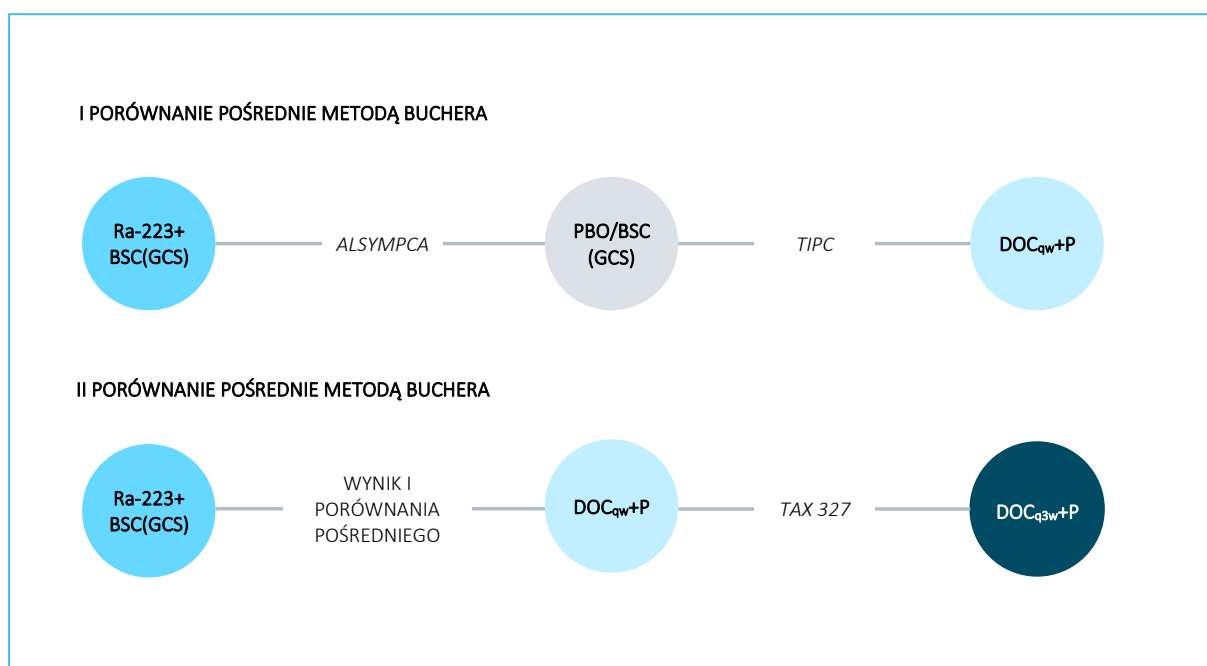 I PORÓWNANIE POŚREDNIE METODĄ BUCHERA
Ra-223+
BSC(GCS)
ALSYMPCA
PBO/BSC
(GCS)
TIPC
DOCqw+P
II PORÓWNANIE POŚREDNIE METODĄ BUCHERA
Ra-223+
BSC(GCS)
WYNIK I
PORÓWNANIA
POŚREDNIEGO
DOCqw+P
TAX 327
DOCq3w+P